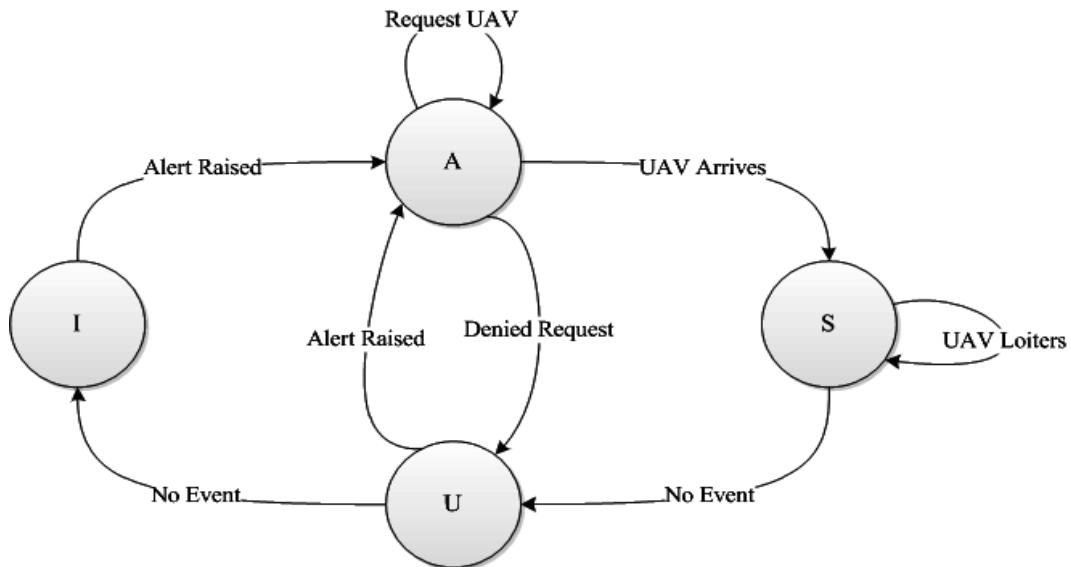 Request UAV
A
Alert Raised
UAV Arrives
I
S
Alert Raised
Denied Request
UAV Loiters
No Event
U
No Event